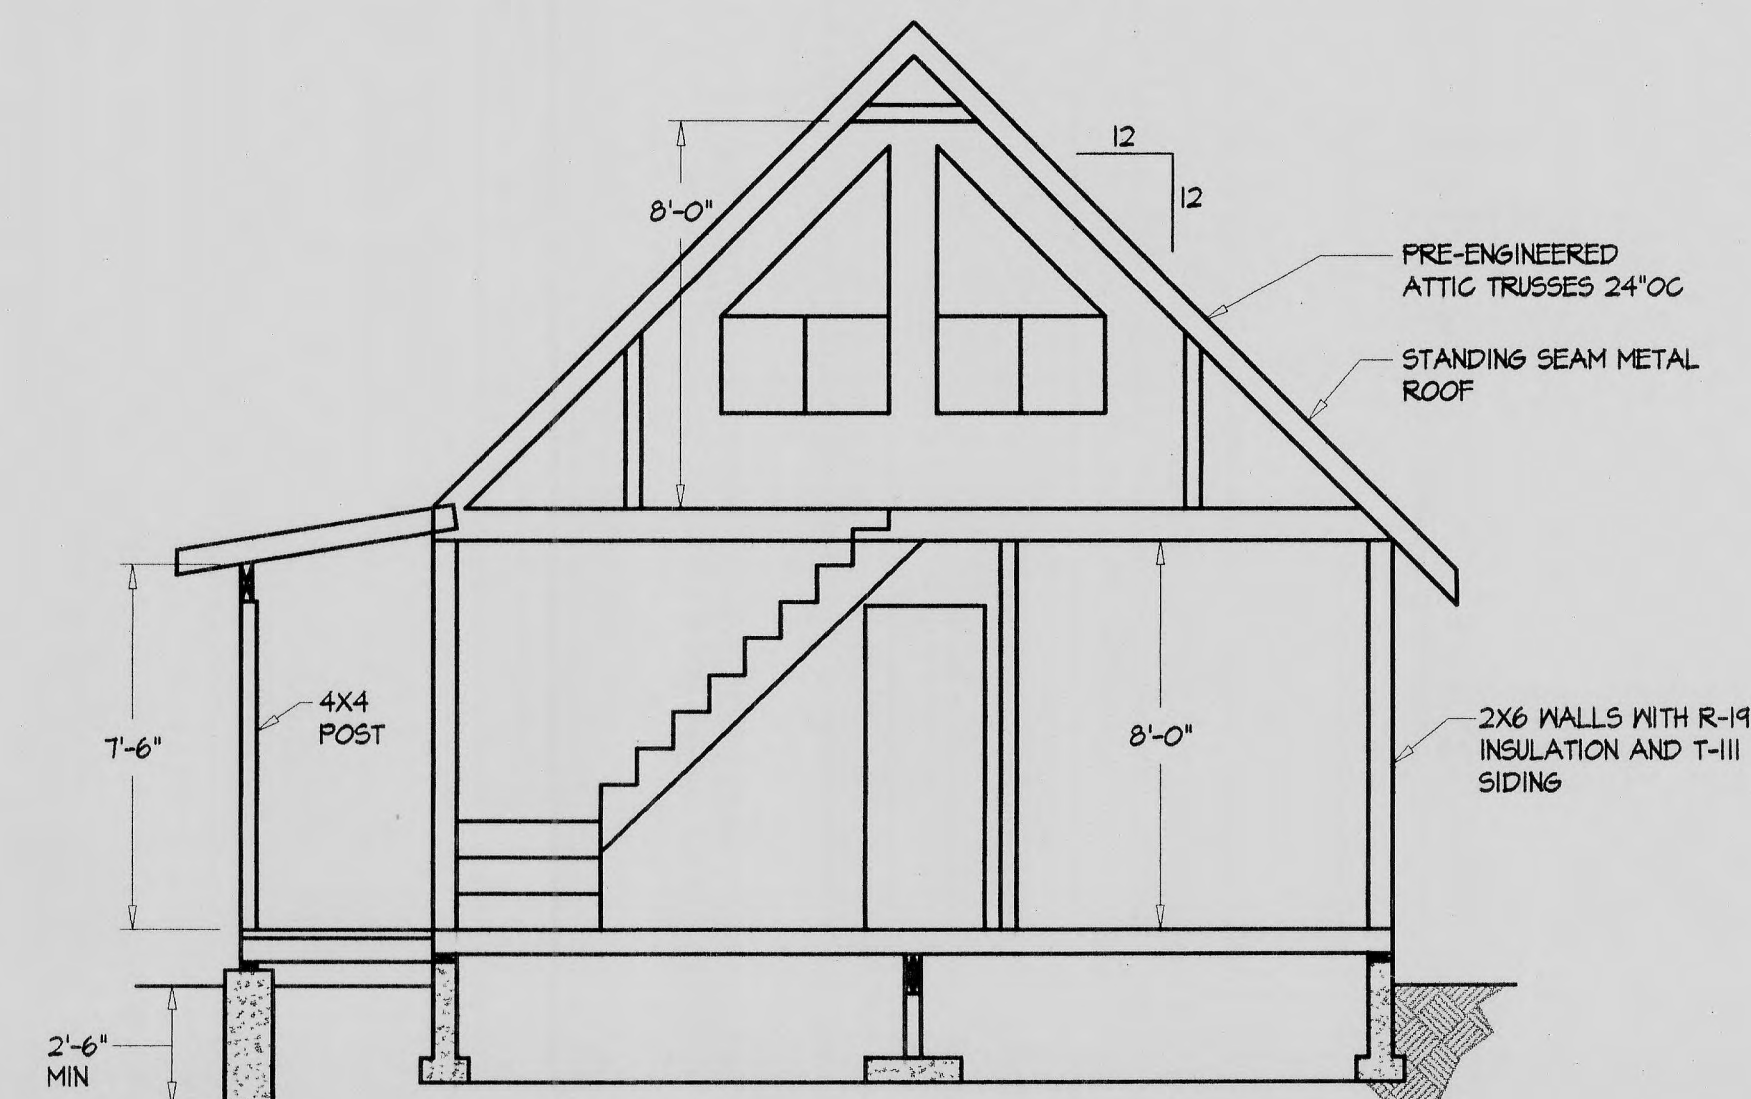 12
8'-0"
12
PRE-ENGINEERED
ATTIC TRUSSES 24"OC
STANDING SEAM METAL
ROOF
4X4
POST
7'-6"
8'-0"
2X6 WALLS WITH R-19
INSULATION AND T-111
SIDING
2'-6"
MIN